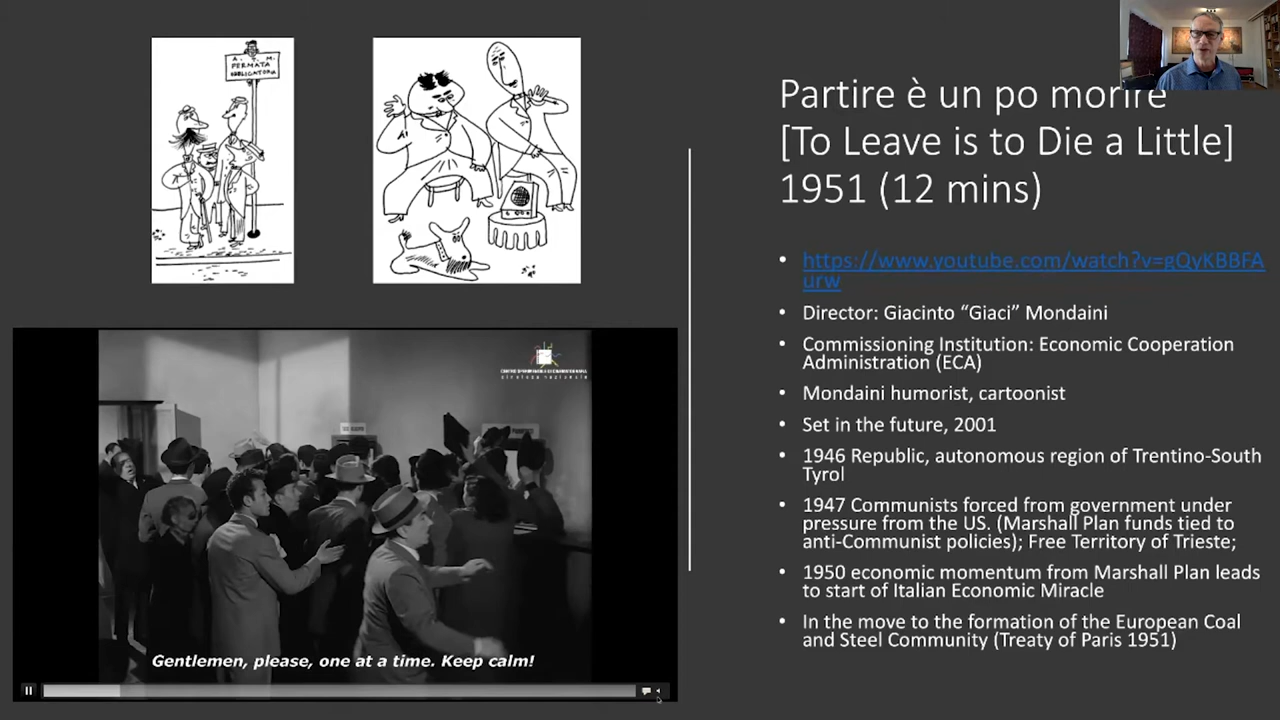 A. T. M.
FERMATA
OBBLIGATORIA
Partire è un po morire
[To Leave is to Die a Little]
1951 (12 mins)
• https://www.youtube.com/watch?v=gQyKBBFA
urw
• Director: Giacinto “Giaci” Mondaini
• Commissioning Institution: Economic Cooperation
Administration (ECA)
• Mondaini humorist, cartoonist
• Set in the future, 2001
• 1946 Republic, autonomous region of Trentino-South
Tyrol
• 1947 Communists forced from government under
pressure from the US. (Marshall Plan funds tied to
anti-Communist policies); Free Territory of Trieste;
• 1950 economic momentum from Marshall Plan leads
to start of Italian Economic Miracle
• In the move to the formation of the European Coal
and Steel Community (Treaty of Paris 1951)
Gentlemen, please, one at a time. Keep calm!